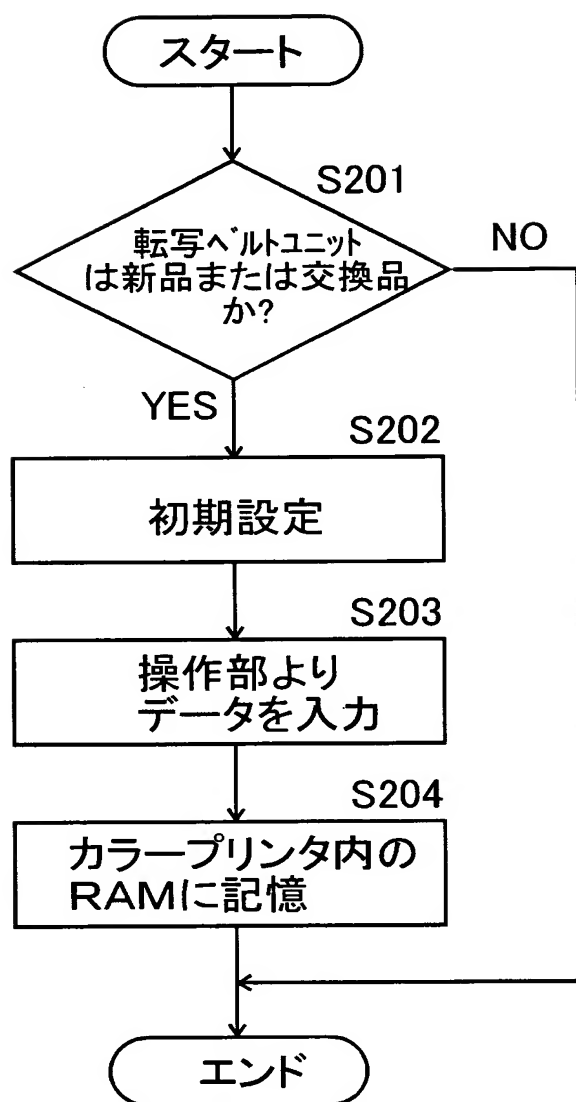 スタート
S201
転写ベルトユニット
は新品または交換品
か?
NO
YES
S202
初期設定
S203
操作部より
データを入力
S204
カラープリンタ内の
RAMに記憶
エンド